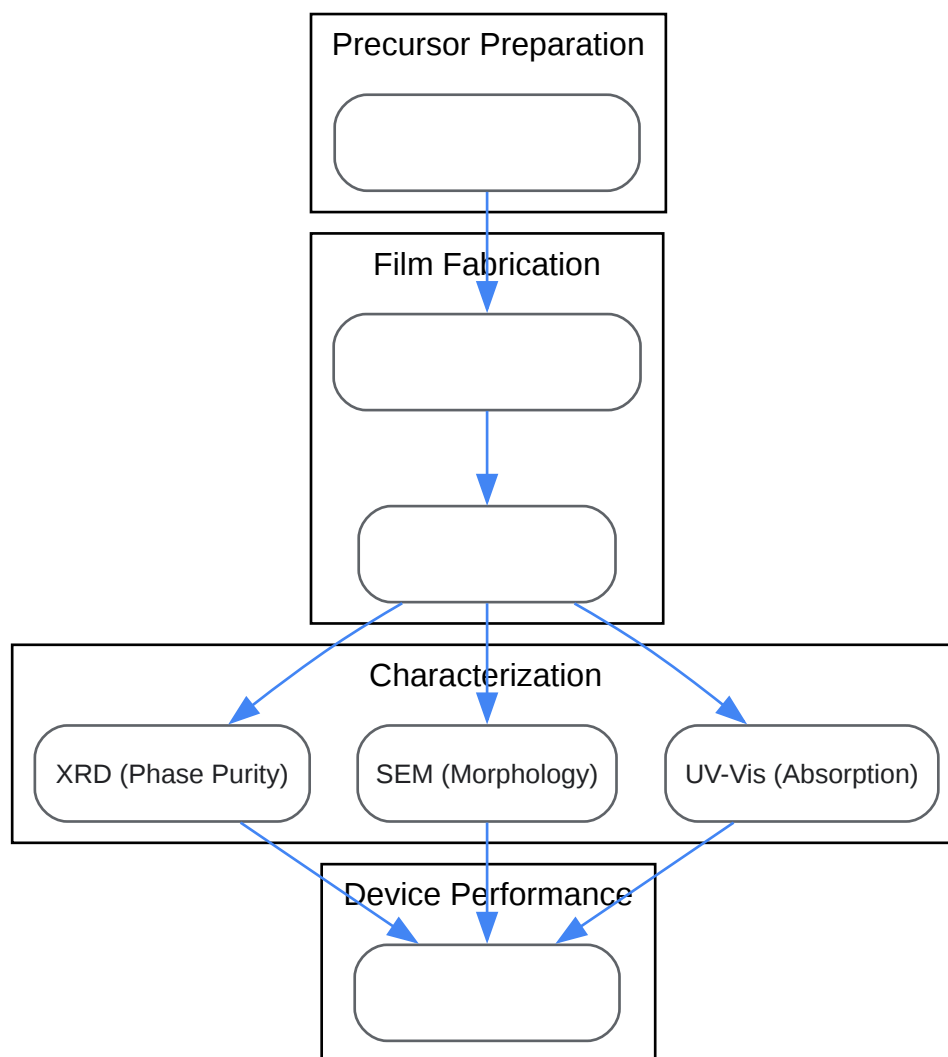 Precursor Preparation
Film Fabrication
Characterization
XRD (Phase Purity)
SEM (Morphology)
UV-Vis (Absorption)
Device Performance